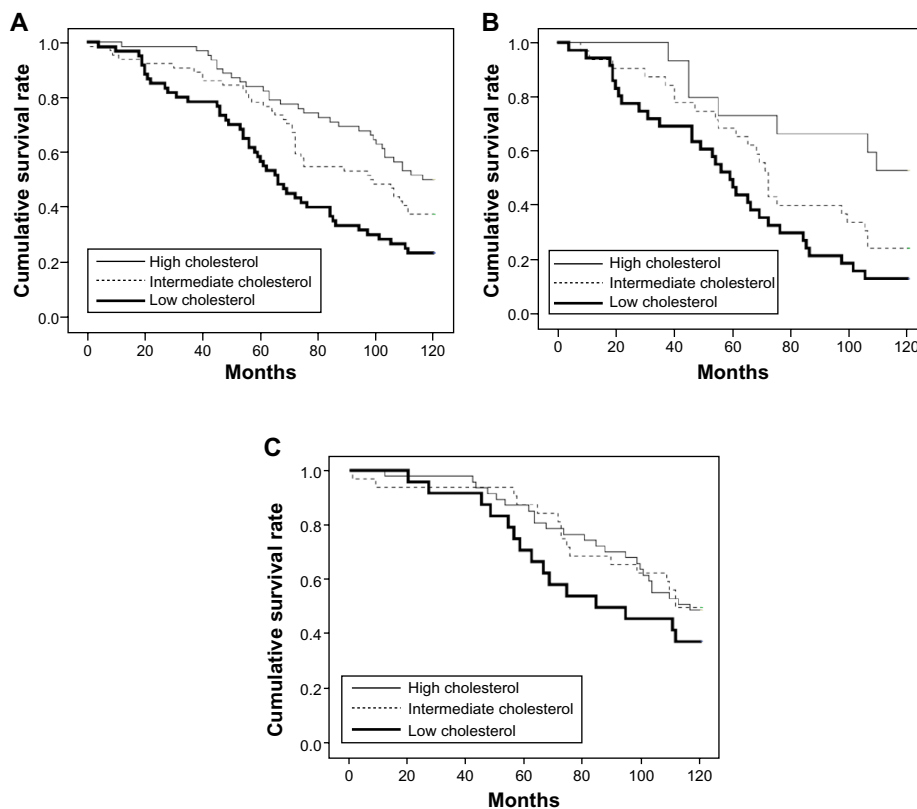 A
Cumulative survival rate
1.0
0.8
0.6
0.4
0.2
0.0
High cholesterol
Intermediate cholesterol
Low cholesterol
0 20 40 60 80 100 120
Months
B
Cumulative survival rate
1.0
0.8
0.6
0.4
0.2
0.0
High cholesterol
Intermediate cholesterol
Low cholesterol
0 20 40 60 80 100 120
Months
C
Cumulative survival rate
1.0
0.8
0.6
0.4
0.2
0.0
High cholesterol
Intermediate cholesterol
Low cholesterol
0 20 40 60 80 100 120
Months